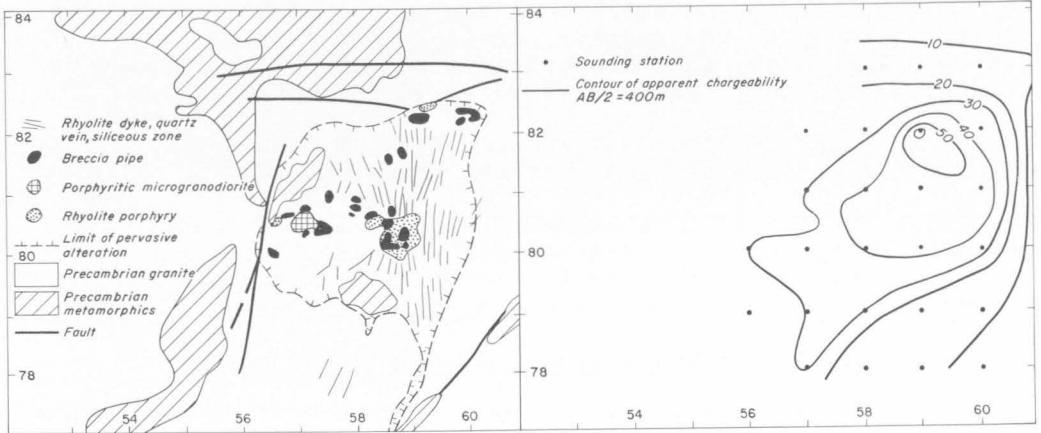 84
82
80
78
54
56
58
60
Rhyolite dyke, quartz
vein, siliceous zone
Breccia pipe
Porphyritic microgranodiorite
Rhyolite porphyry
Limit of pervasive
alteration
Precambrian granite
Precambrian
metamorphics
Fault
84
82
80
78
54
56
58
60
Sounding station
Contour of apparent chargeability
AB/2 = 400m
10
20
30
40
50